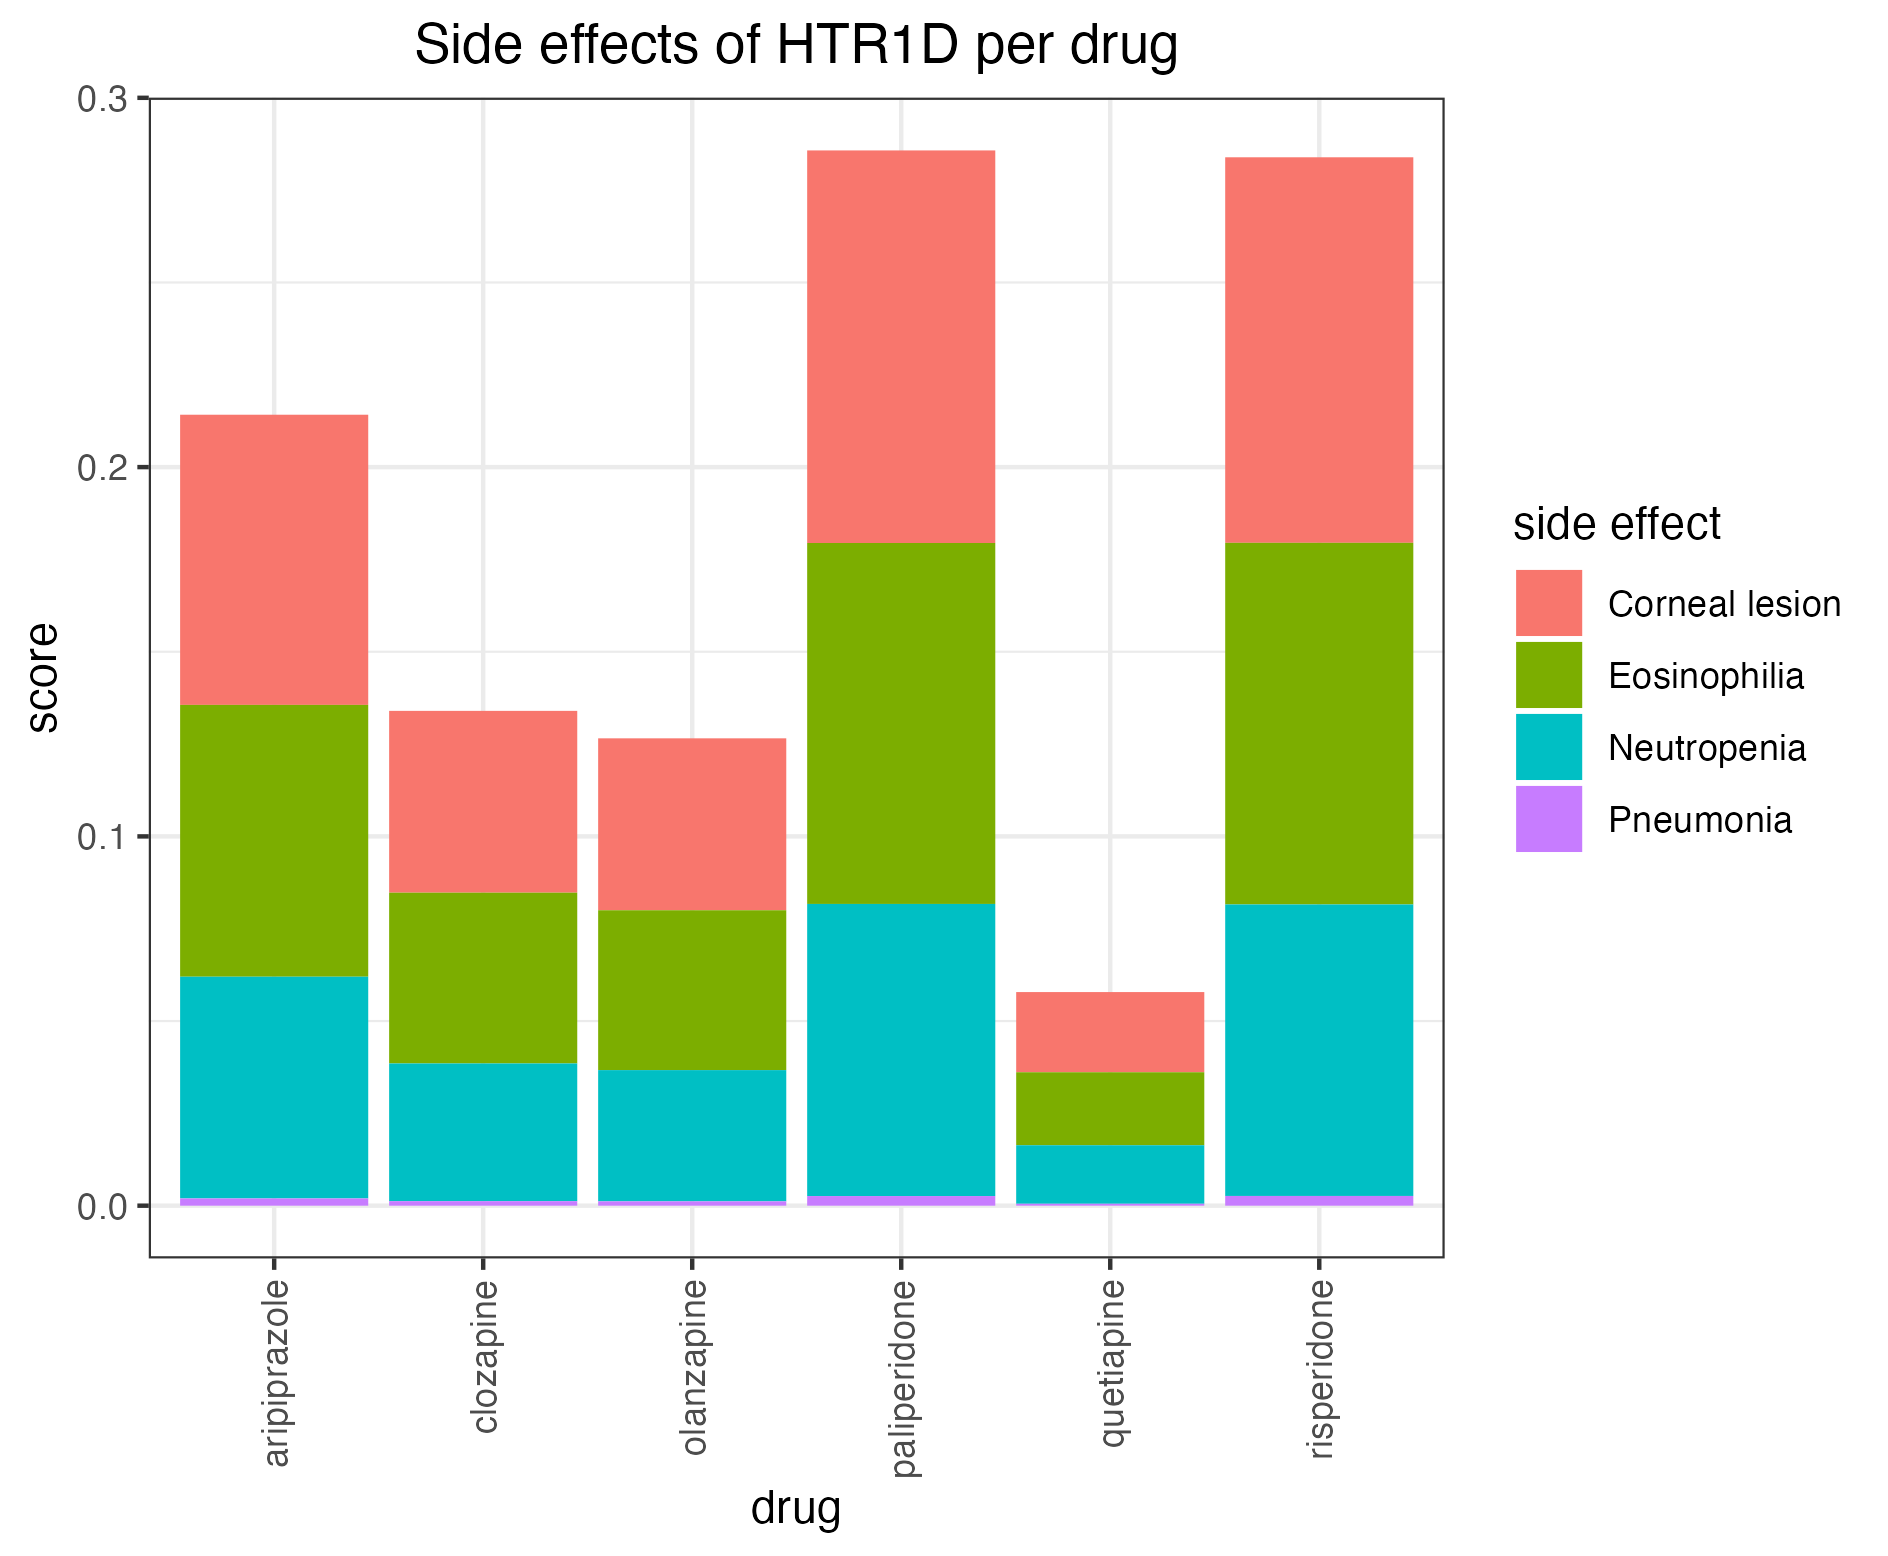 Side effects of HTR1D per drug
0.3
0.2
0.1
0.0
score
aripiprazole
clozapine
olanzapine
paliperidone
quetiapine
risperidone
drug
side effect
Corneal lesion
Eosinophilia
Neutropenia
Pneumonia